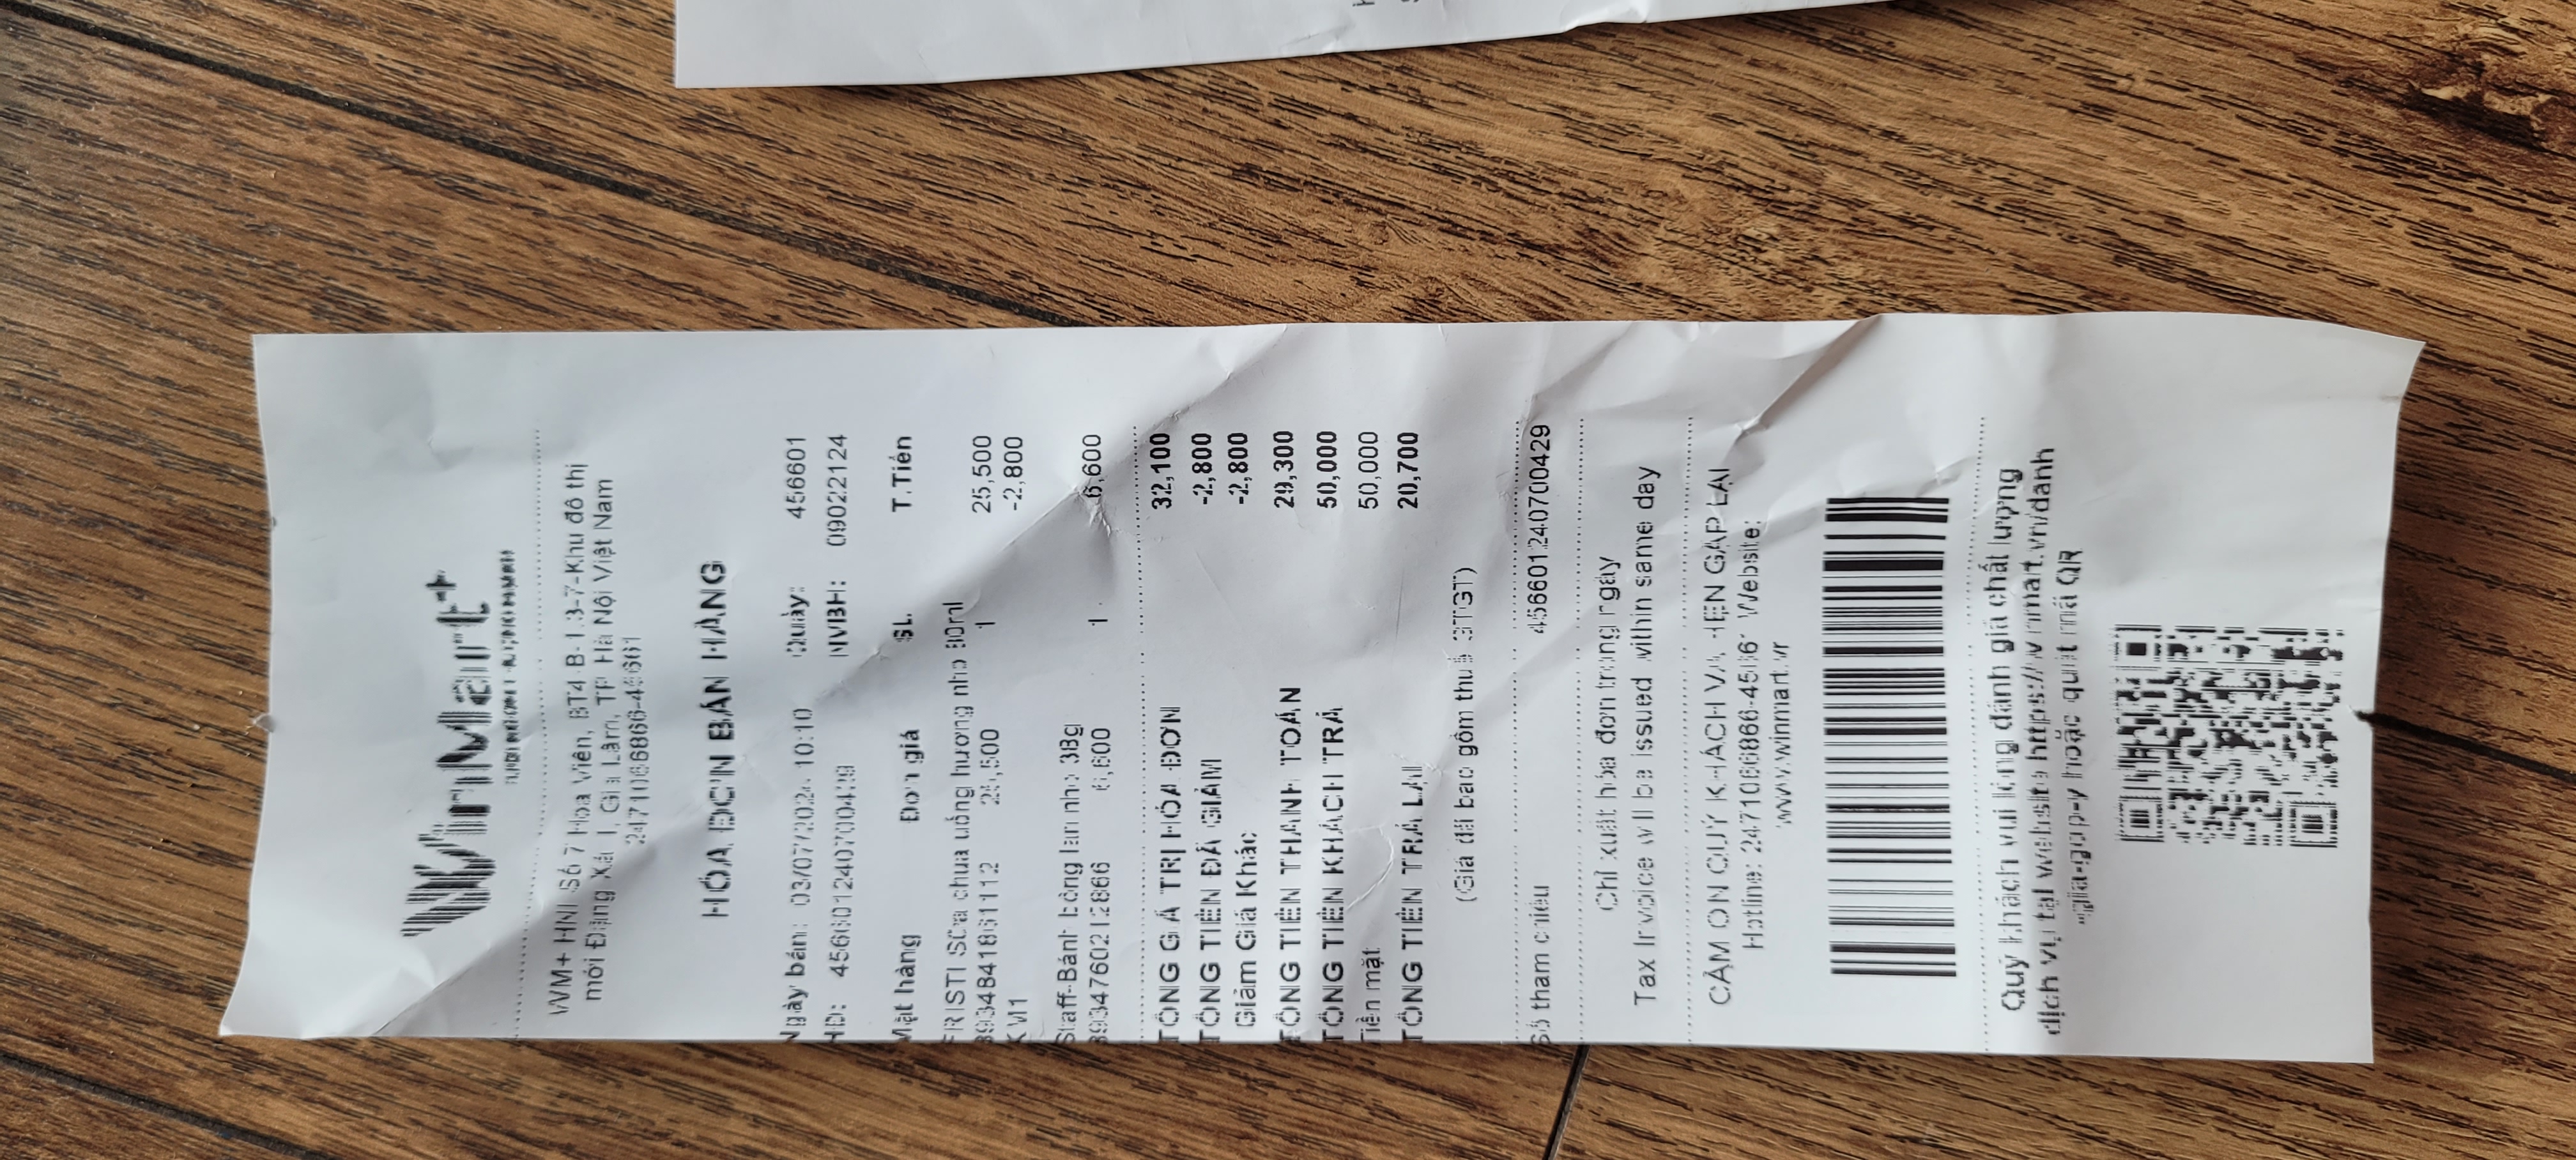 WinMart+
WM+ HNI Số 7 Hoa Viên, BT4-B-1.3-7-Khu đô thị
mới Đặng Xá 1, Gia Lâm, TP. Hà Nội Việt Nam
2471066866-45661
HÓA ĐƠN BÁN HÀNG
Ngày bán: 03/07/2024 10:10 Quầy: 456601
HD: 456601240700429 NVBH: 09022124
Mặt hàng Đơn giá SL T.Tiền
FRISTI Sữa chua uống hương nho 80ml
8934841861112 25,500 1 25,500
KM1 -2,800
Staff-Bánh bông lan nho 38g
8934760212866 6,600 1 6,600
TỔNG GIÁ TRỊ HÓA ĐƠN 32,100
TỔNG TIỀN ĐÃ GIẢM -2,800
Giảm Giá Khác -2,800
TỔNG TIỀN THANH TOÁN 29,300
TỔNG TIỀN KHÁCH TRẢ 50,000
Tiền mặt 50,000
TỔNG TIỀN TRẢ LẠI 20,700
(Giá đã bao gồm thuế GTGT)
Số tham chiếu 456601240700429
Chỉ xuất hóa đơn trong ngày
Tax Invoice will be issued within same day
CẢM ƠN QUÝ KHÁCH VÀ HẸN GẶP LẠI
Hotline: 2471066866-45661 Website:
www.winmart.vn
Quý khách vui lòng đánh giá chất lượng
dịch vụ tại website https://winmart.vn/danh
-gia-gop-y hoặc quét mã QR